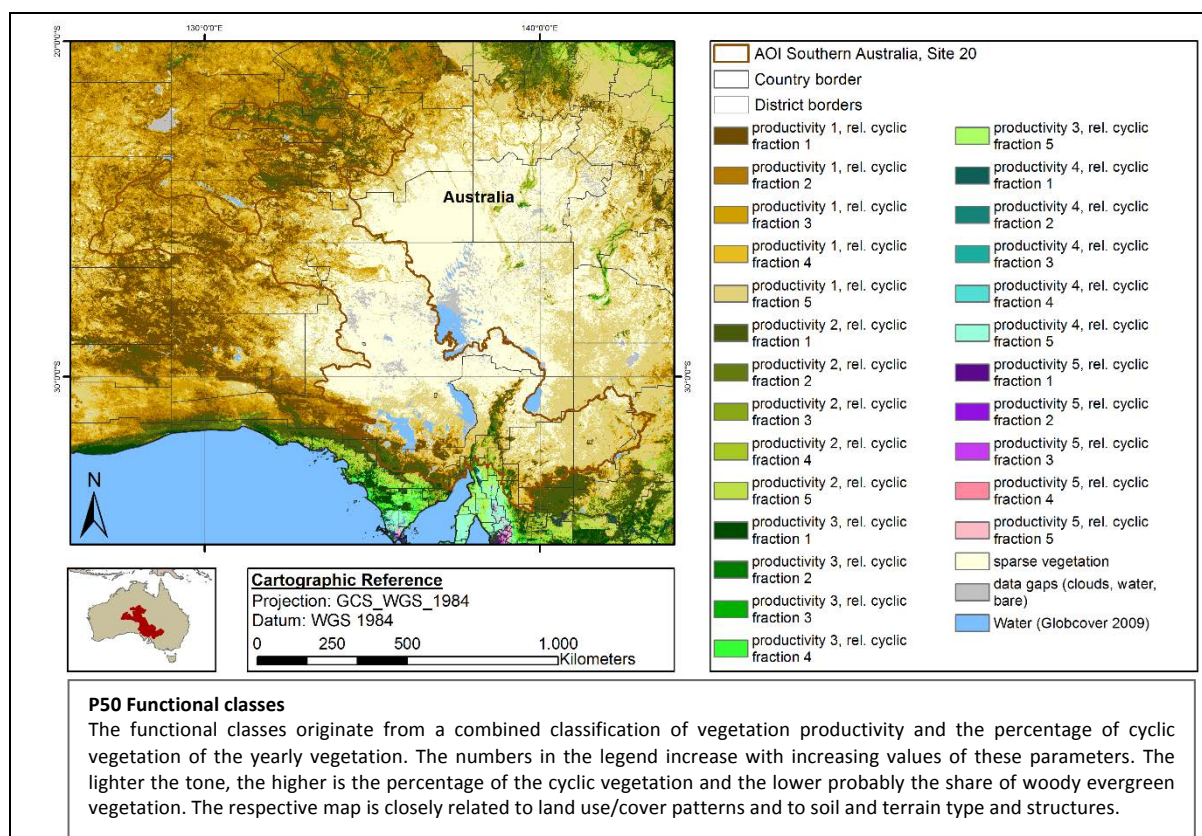 130°0'0"E
140°0'0"E
20°0'0"S
30°0'0"S
30°0'0"S
Australia
N
AOI Southern Australia, Site 20
Country border
District borders
productivity 1, rel. cyclic
fraction 1
productivity 1, rel. cyclic
fraction 2
productivity 1, rel. cyclic
fraction 3
productivity 1, rel. cyclic
fraction 4
productivity 1, rel. cyclic
fraction 5
productivity 2, rel. cyclic
fraction 1
productivity 2, rel. cyclic
fraction 2
productivity 2, rel. cyclic
fraction 3
productivity 2, rel. cyclic
fraction 4
productivity 2, rel. cyclic
fraction 5
productivity 3, rel. cyclic
fraction 1
productivity 3, rel. cyclic
fraction 2
productivity 3, rel. cyclic
fraction 3
productivity 3, rel. cyclic
fraction 4
productivity 3, rel. cyclic
fraction 5
productivity 4, rel. cyclic
fraction 1
productivity 4, rel. cyclic
fraction 2
productivity 4, rel. cyclic
fraction 3
productivity 4, rel. cyclic
fraction 4
productivity 4, rel. cyclic
fraction 5
productivity 5, rel. cyclic
fraction 1
productivity 5, rel. cyclic
fraction 2
productivity 5, rel. cyclic
fraction 3
productivity 5, rel. cyclic
fraction 4
productivity 5, rel. cyclic
fraction 5
sparse vegetation
data gaps (clouds, water,
bare)
Water (Globcover 2009)
Cartographic Reference
Projection: GCS_WGS_1984
Datum: WGS 1984
0 250 500 1.000
Kilometers
P50 Functional classes
The functional classes originate from a combined classification of vegetation productivity and the percentage of cyclic
vegetation of the yearly vegetation. The numbers in the legend increase with increasing values of these parameters. The
lighter the tone, the higher is the percentage of the cyclic vegetation and the lower probably the share of woody evergreen
vegetation. The respective map is closely related to land use/cover patterns and to soil and terrain type and structures.